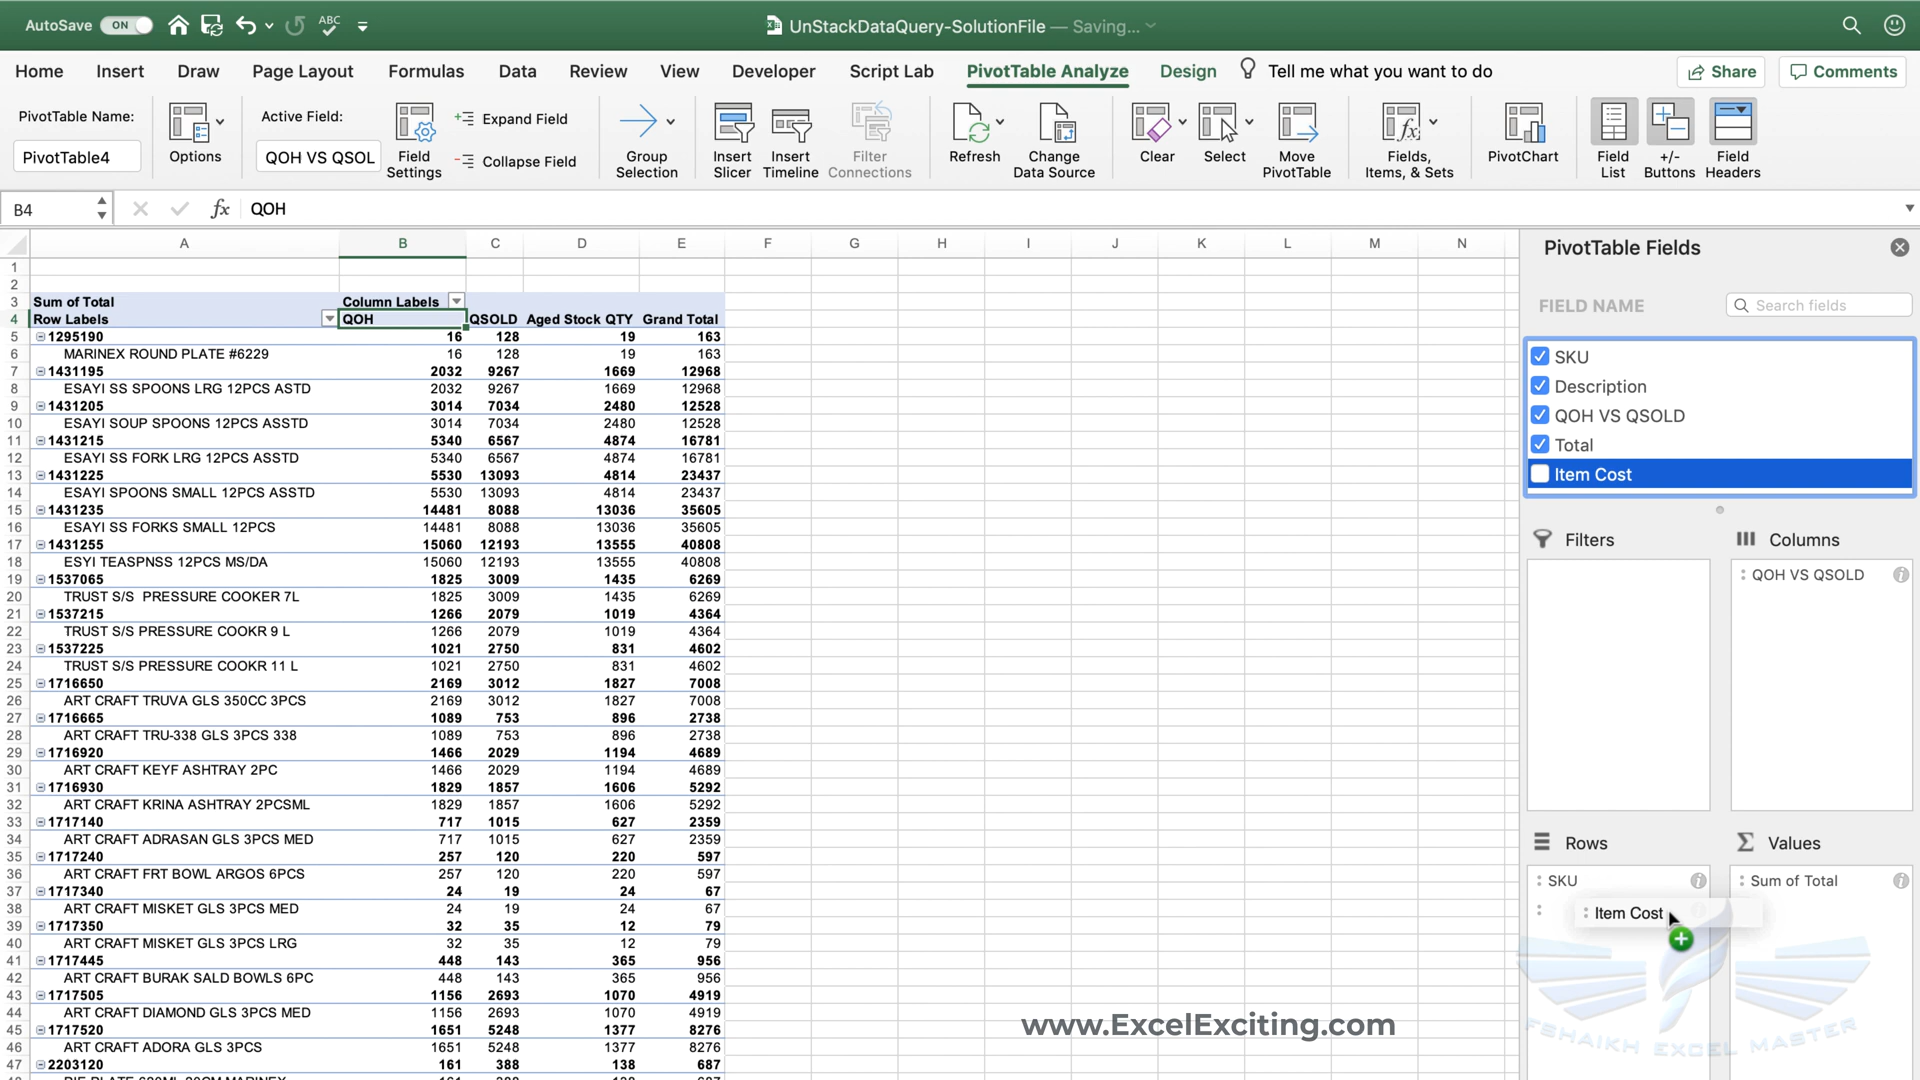 AutoSave ON ABC UnStackDataQuery-SolutionFile — Saving...
Home Insert Draw Page Layout Formulas Data Review View Developer Script Lab PivotTable Analyze Design Tell me what you want to do Share Comments
PivotTable Name: Active Field: Expand Field
PivotTable4 Options QOH VS QSOL Field Settings Collapse Field Group Selection Insert Slicer Insert Timeline Filter Connections Refresh Change Data Source Clear Select Move PivotTable Fields, Items, & Sets PivotChart Field List +/- Buttons Field Headers
B4 fx QOH
A B C D E F G H I J K L M N
1
2
3 Sum of Total Column Labels
4 Row Labels QOH QSOLD Aged Stock QTY Grand Total
5 1295190 16 128 19 163
6 MARINEX ROUND PLATE #6229 16 128 19 163
7 1431195 2032 9267 1669 12968
8 ESAYI SS SPOONS LRG 12PCS ASTD 2032 9267 1669 12968
9 1431205 3014 7034 2480 12528
10 ESAYI SOUP SPOONS 12PCS ASSTD 3014 7034 2480 12528
11 1431215 5340 6567 4874 16781
12 ESAYI SS FORK LRG 12PCS ASSTD 5340 6567 4874 16781
13 1431225 5530 13093 4814 23437
14 ESAYI SPOONS SMALL 12PCS ASSTD 5530 13093 4814 23437
15 1431235 14481 8088 13036 35605
16 ESAYI SS FORKS SMALL 12PCS 14481 8088 13036 35605
17 1431255 15060 12193 13555 40808
18 ESYI TEASPNSS 12PCS MS/DA 15060 12193 13555 40808
19 1537065 1825 3009 1435 6269
20 TRUST S/S  PRESSURE COOKER 7L 1825 3009 1435 6269
21 1537215 1266 2079 1019 4364
22 TRUST S/S PRESSURE COOKR 9 L 1266 2079 1019 4364
23 1537225 1021 2750 831 4602
24 TRUST S/S PRESSURE COOKR 11 L 1021 2750 831 4602
25 1716650 2169 3012 1827 7008
26 ART CRAFT TRUVA GLS 350CC 3PCS 2169 3012 1827 7008
27 1716665 1089 753 896 2738
28 ART CRAFT TRU-338 GLS 3PCS 338 1089 753 896 2738
29 1716920 1466 2029 1194 4689
30 ART CRAFT KEYF ASHTRAY 2PC 1466 2029 1194 4689
31 1716930 1829 1857 1606 5292
32 ART CRAFT KRINA ASHTRAY 2PCSML 1829 1857 1606 5292
33 1717140 717 1015 627 2359
34 ART CRAFT ADRASAN GLS 3PCS MED 717 1015 627 2359
35 1717240 257 120 220 597
36 ART CRAFT FRT BOWL ARGOS 6PCS 257 120 220 597
37 1717340 24 19 24 67
38 ART CRAFT MISKET GLS 3PCS MED 24 19 24 67
39 1717350 32 35 12 79
40 ART CRAFT MISKET GLS 3PCS LRG 32 35 12 79
41 1717445 448 143 365 956
42 ART CRAFT BURAK SALD BOWLS 6PC 448 143 365 956
43 1717505 1156 2693 1070 4919
44 ART CRAFT DIAMOND GLS 3PCS MED 1156 2693 1070 4919
45 1717520 1651 5248 1377 8276
46 ART CRAFT ADORA GLS 3PCS 1651 5248 1377 8276
47 2203120 161 388 138 687
PivotTable Fields
FIELD NAME Search fields
SKU
Description
QOH VS QSOLD
Total
Item Cost
Filters Columns
QOH VS QSOLD
Rows Values
SKU Sum of Total
Item Cost
www.ExcelExciting.com
FSHAIKH EXCEL MASTER